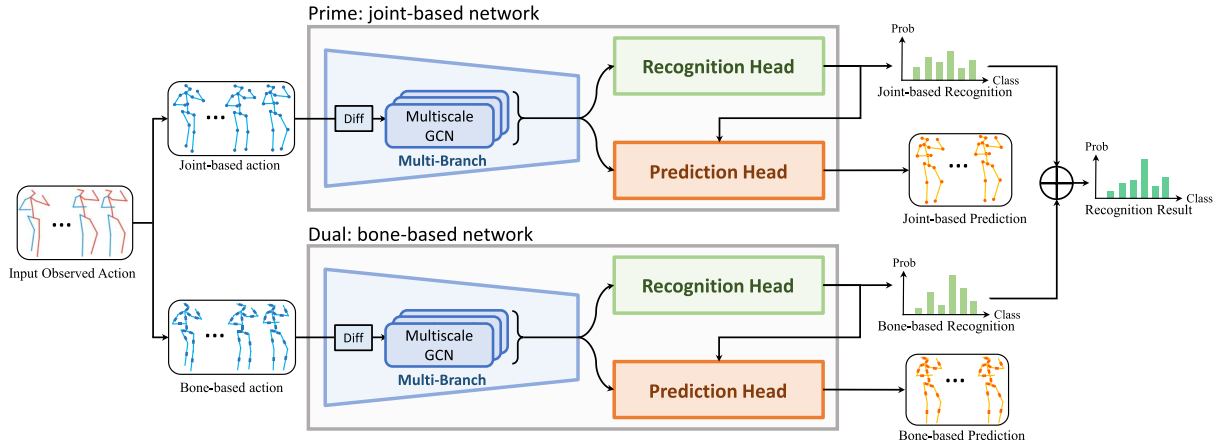 Prime: joint-based network
Diff
Multiscale
GCN
Multi-Branch
Recognition Head
Prediction Head
Joint-based action
Prob
Class
Joint-based Recognition
Joint-based Prediction
Input Observed Action
Prob
Class
Recognition Result
Dual: bone-based network
Diff
Multiscale
GCN
Multi-Branch
Recognition Head
Prediction Head
Bone-based action
Prob
Class
Bone-based Recognition
Bone-based Prediction